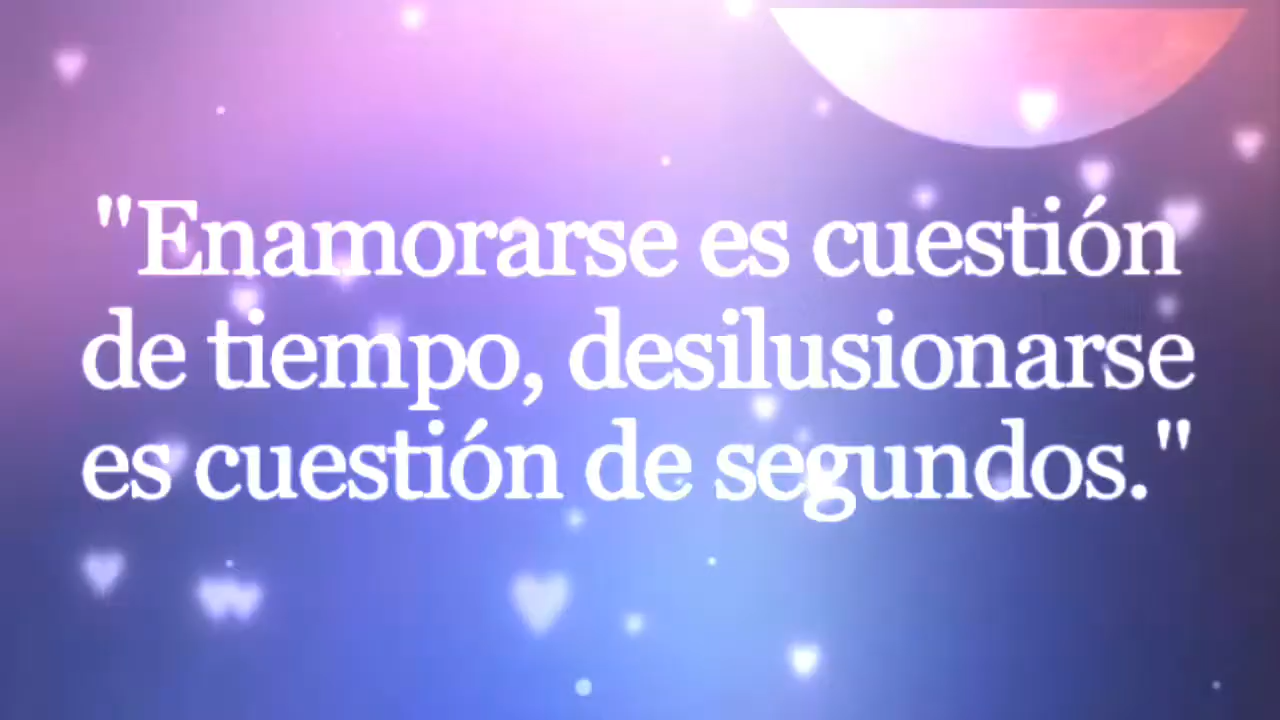 "Enamorarse es cuestión
de tiempo, desilusionarse
es cuestión de segundos."